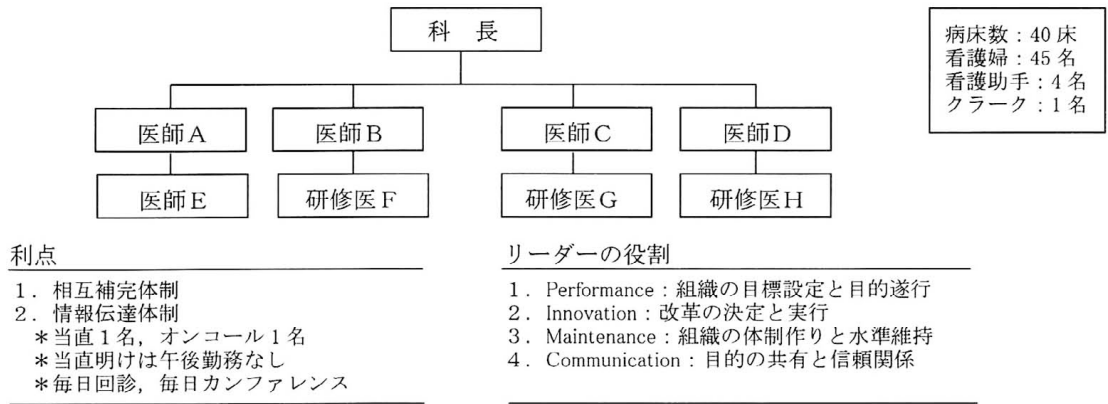 科 長
病床数：40床
看護婦：45名
看護助手：4名
クラーク：1名
医師A
医師B
医師C
医師D
医師E
研修医F
研修医G
研修医H
利点
1．相互補完体制
2．情報伝達体制
＊当直1名，オンコール1名
＊当直明けは午後勤務なし
＊毎日回診，毎日カンファレンス
リーダーの役割
1．Performance：組織の目標設定と目的遂行
2．Innovation：改革の決定と実行
3．Maintenance：組織の体制作りと水準維持
4．Communication：目的の共有と信頼関係